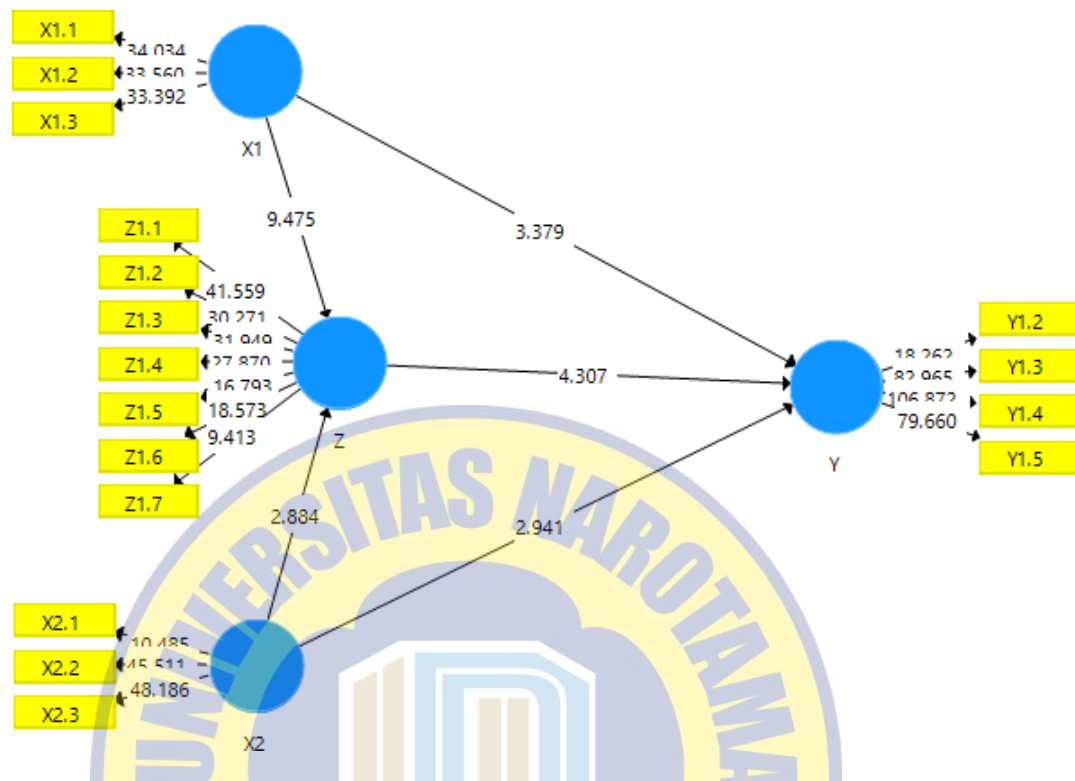 X1.1
X1.2
X1.3
34.034
33.560
33.392
X1
9.475
3.379
Z1.1
Z1.2
Z1.3
Z1.4
Z1.5
Z1.6
Z1.7
41.559
30.271
31.949
27.870
16.793
18.573
9.413
Z
4.307
Y1.2
Y1.3
Y1.4
Y1.5
18.262
82.965
106.872
79.660
Y
2.884
2.941
X2.1
X2.2
X2.3
10.485
45.511
48.186
X2
UNIVERSITAS NAROTAMA